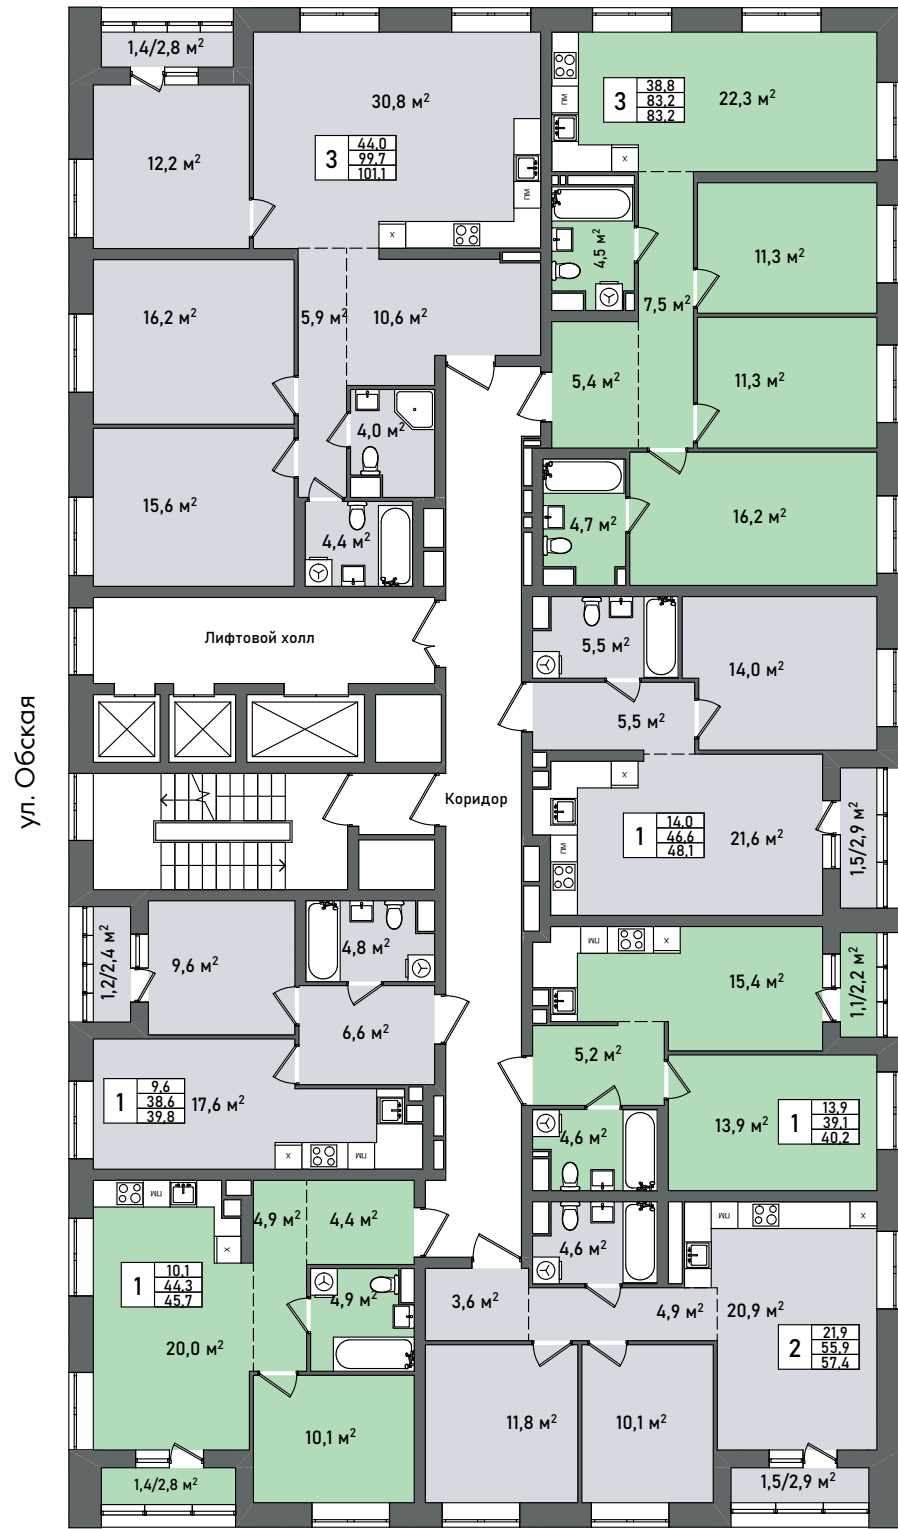 1,4/2,8 м²
30,8 м²
3
44,0
99,7
101,1
12,2 м²
х
ПМ
16,2 м²
5,9 м²
10,6 м²
4,0 м²
15,6 м²
4,4 м²
3
38,8
83,2
83,2
22,3 м²
ПМ
х
4,5 м²
11,3 м²
7,5 м²
5,4 м²
11,3 м²
4,7 м²
16,2 м²
Лифтовой холл
5,5 м²
14,0 м²
5,5 м²
ул. Обская
Коридор
х
ПМ
1
14,0
46,6
48,1
21,6 м²
1,5/2,9 м²
1,2/2,4 м²
9,6 м²
4,8 м²
6,6 м²
1
9,6
38,6
39,8
17,6 м²
х
ПМ
ПМ
х
15,4 м²
1,1/2,2 м²
5,2 м²
13,9 м²
1
13,9
39,1
40,2
4,6 м²
ПМ
х
4,9 м²
4,4 м²
1
10,1
44,3
45,7
4,9 м²
20,0 м²
10,1 м²
1,4/2,8 м²
4,6 м²
ПМ
х
3,6 м²
4,9 м²
20,9 м²
2
21,9
55,9
57,4
11,8 м²
10,1 м²
1,5/2,9 м²